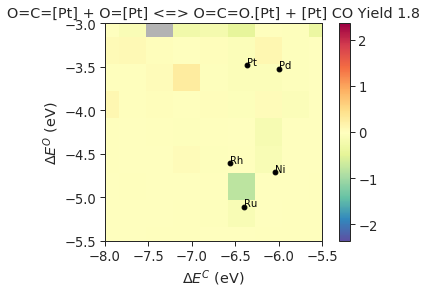 O=C=[Pt] + O=[Pt] <=> O=C=O.[Pt] + [Pt] CO Yield 1.8
−3.0
−3.5
−4.0
−4.5
−5.0
−5.5
ΔE^O (eV)
Pt
Pd
Rh
Ni
Ru
−8.0 −7.5 −7.0 −6.5 −6.0 −5.5
ΔE^C (eV)
2
1
0
−1
−2